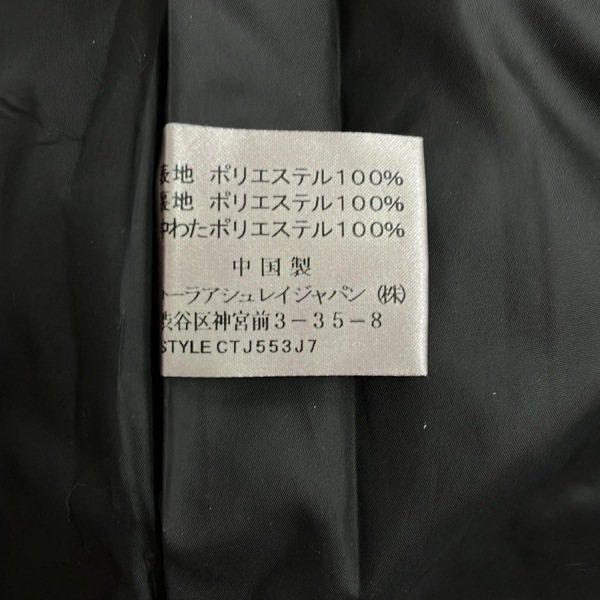 表地 ポリエステル100%
裏地 ポリエステル100%
中わたポリエステル100%
中国製
ローラアシュレイジャパン(株)
渋谷区神宮前3-35-8
STYLE CTJ553J7